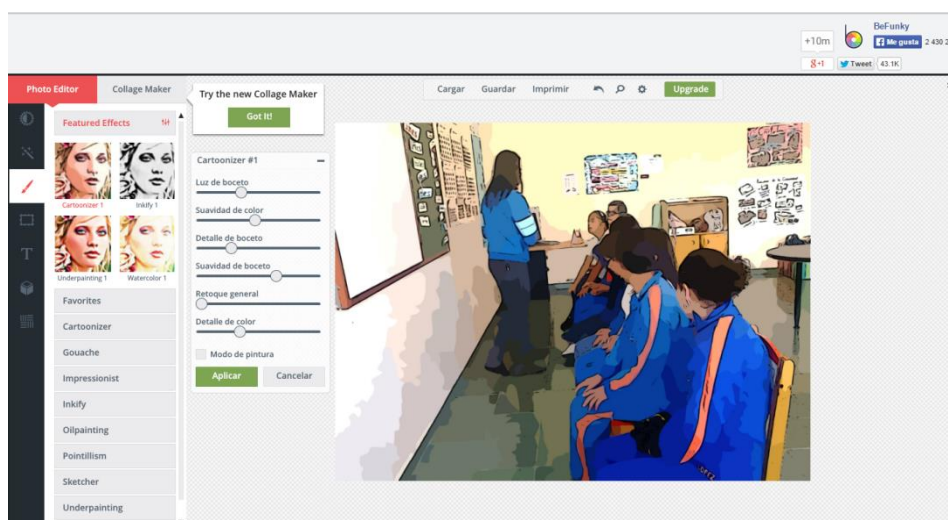 BeFunky
+10m
Me gusta 2 430 2
g+1 Tweet 43.1K
Photo Editor Collage Maker
Try the new Collage Maker
Got It!
Cargar Guardar Imprimir Upgrade
Featured Effects
Cartoonizer 1 Inkify 1
Underpainting 1 Watercolor 1
Favorites
Cartoonizer
Gouache
Impressionist
Inkify
Oilpainting
Pointillism
Sketcher
Underpainting
Cartoonizer #1
Luz de boceto
Suavidad de color
Detalle de boceto
Suavidad de boceto
Retoque general
Detalle de color
Modo de pintura
Aplicar Cancelar